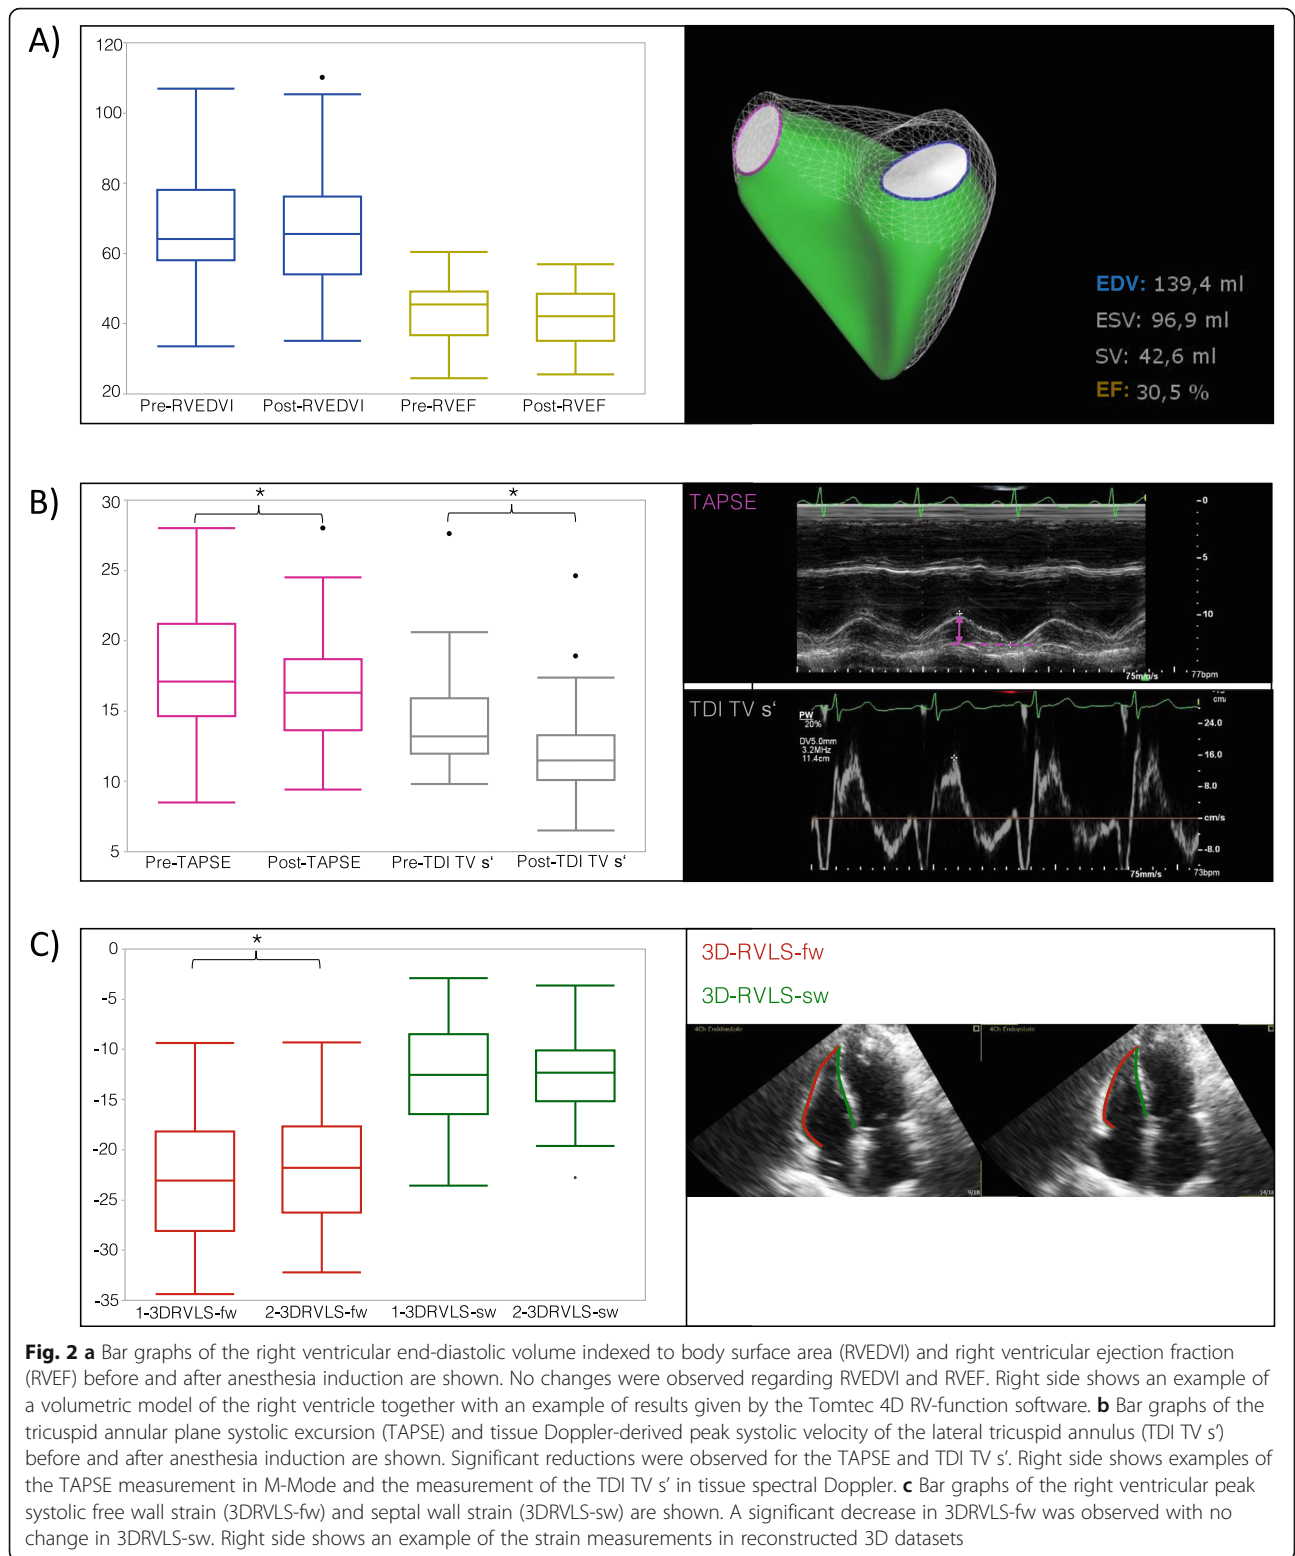 A)
120
100
80
60
40
20
Pre-RVEDVI Post-RVEDVI Pre-RVEF Post-RVEF
EDV: 139,4 ml
ESV: 96,9 ml
SV: 42,6 ml
EF: 30,5 %
B)
30
25
20
15
10
5
* *
Pre-TAPSE Post-TAPSE Pre-TDI TV s‘ Post-TDI TV s‘
TAPSE
0
5
10
15
75mm/s 77bpm
TDI TV s‘
PW
20%
DV5.0mm
3.2MHz
11.4cm
cm/
24.0
16.0
8.0
cm/s
-8.0
75mm/s 73bpm
C)
0
-5
-10
-15
-20
-25
-30
-35
*
1-3DRVLS-fw 2-3DRVLS-fw 1-3DRVLS-sw 2-3DRVLS-sw
3D-RVLS-fw
3D-RVLS-sw
4Ch Enddiastole 4Ch Endsystole
9/18 14/18
Fig. 2 a Bar graphs of the right ventricular end-diastolic volume indexed to body surface area (RVEDVI) and right ventricular ejection fraction
(RVEF) before and after anesthesia induction are shown. No changes were observed regarding RVEDVI and RVEF. Right side shows an example of
a volumetric model of the right ventricle together with an example of results given by the Tomtec 4D RV-function software. b Bar graphs of the
tricuspid annular plane systolic excursion (TAPSE) and tissue Doppler-derived peak systolic velocity of the lateral tricuspid annulus (TDI TV s’)
before and after anesthesia induction are shown. Significant reductions were observed for the TAPSE and TDI TV s’. Right side shows examples of
the TAPSE measurement in M-Mode and the measurement of the TDI TV s’ in tissue spectral Doppler. c Bar graphs of the right ventricular peak
systolic free wall strain (3DRVLS-fw) and septal wall strain (3DRVLS-sw) are shown. A significant decrease in 3DRVLS-fw was observed with no
change in 3DRVLS-sw. Right side shows an example of the strain measurements in reconstructed 3D datasets